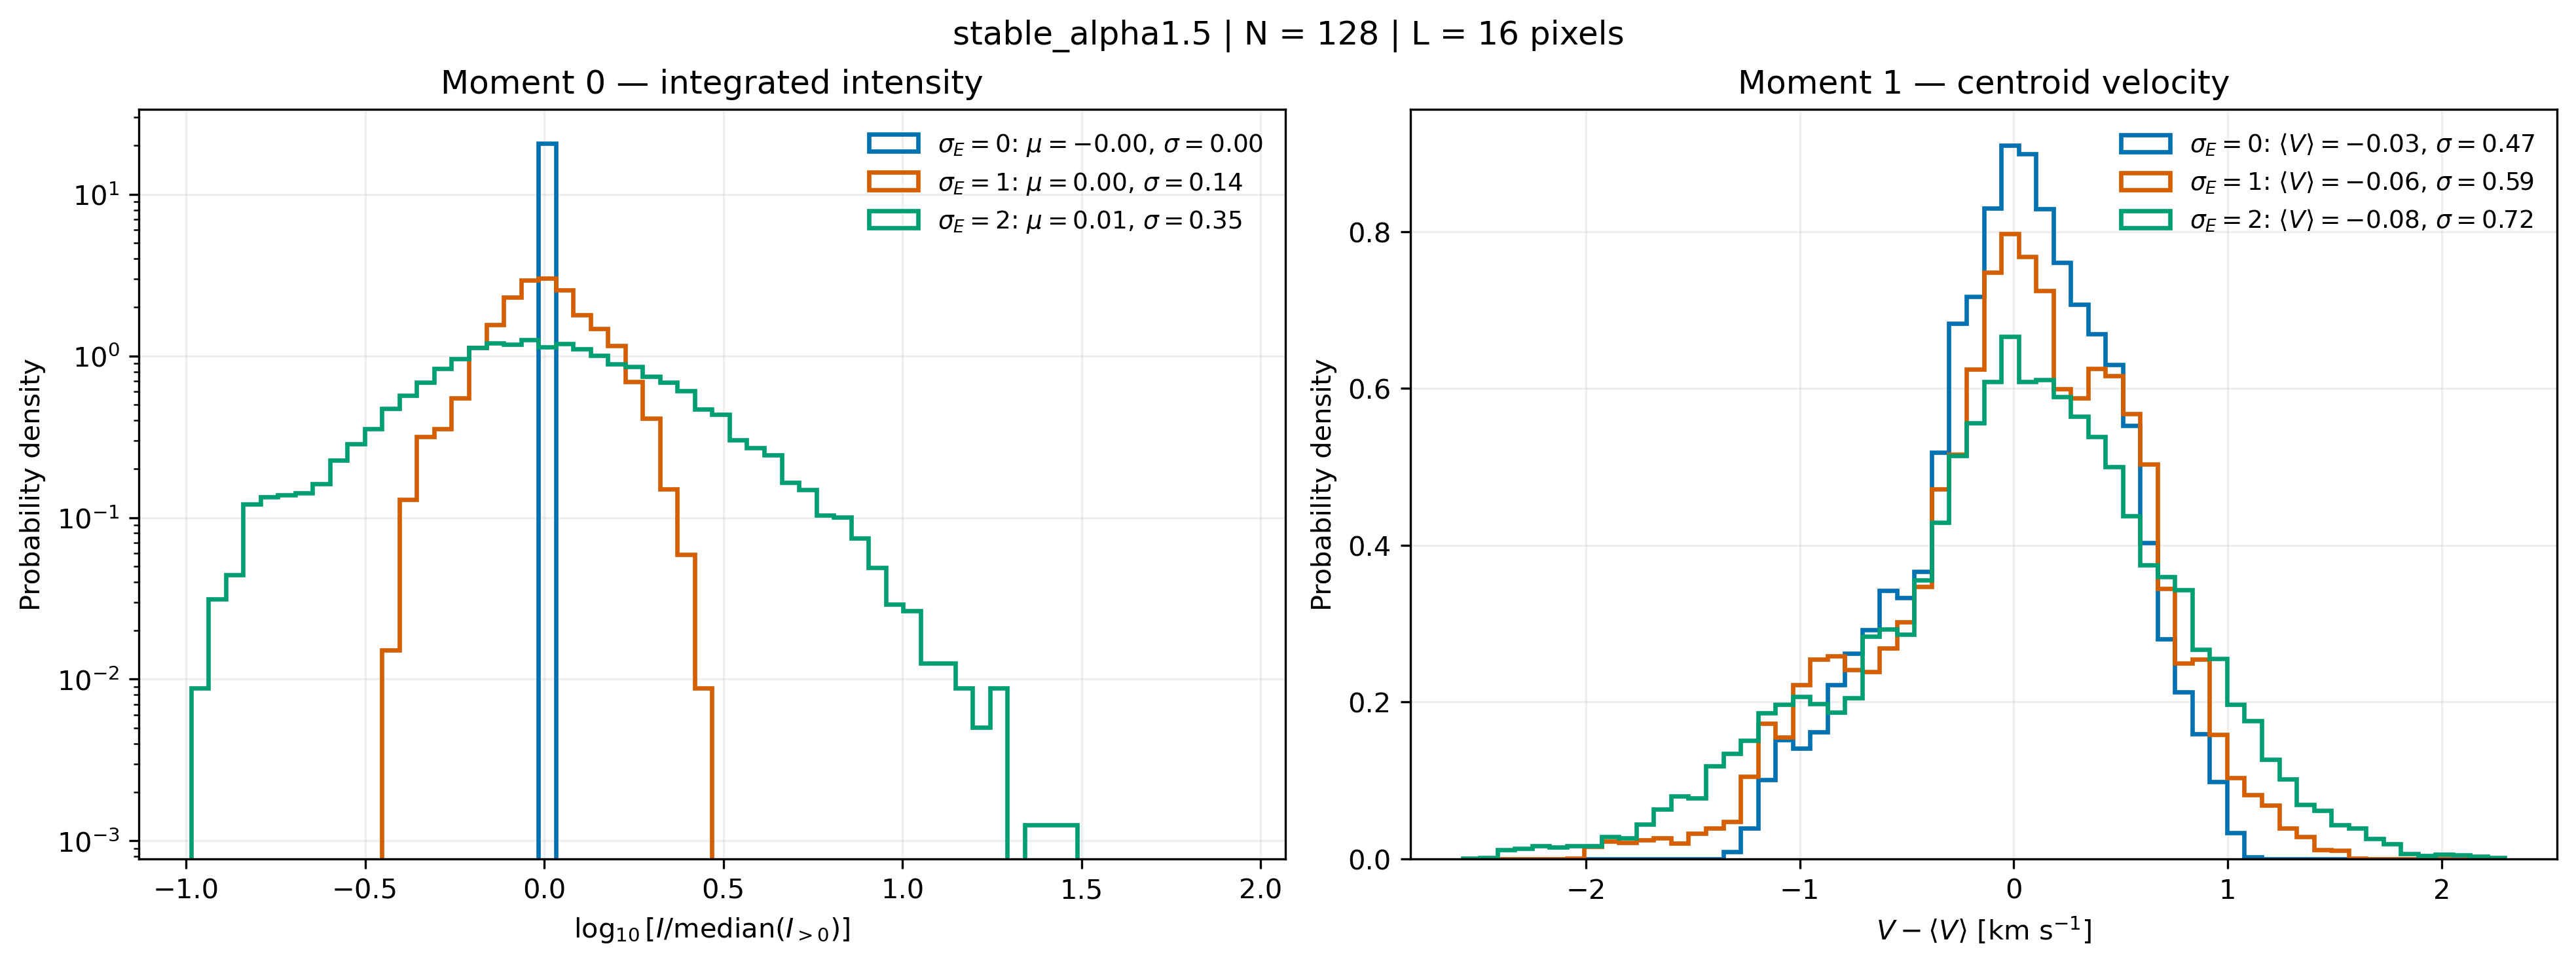 stable_alpha1.5 | N = 128 | L = 16 pixels
Moment 0 — integrated intensity
σ_E = 0: μ = −0.00, σ = 0.00
σ_E = 1: μ = 0.00, σ = 0.14
σ_E = 2: μ = 0.01, σ = 0.35
10¹
10⁰
10⁻¹
10⁻²
10⁻³
Probability density
−1.0 −0.5 0.0 0.5 1.0 1.5 2.0
log₁₀ [I/median(I_{>0})]
Moment 1 — centroid velocity
σ_E = 0: ⟨V⟩ = −0.03, σ = 0.47
σ_E = 1: ⟨V⟩ = −0.06, σ = 0.59
σ_E = 2: ⟨V⟩ = −0.08, σ = 0.72
0.8
0.6
0.4
0.2
0.0
Probability density
−2 −1 0 1 2
V − ⟨V⟩ [km s⁻¹]